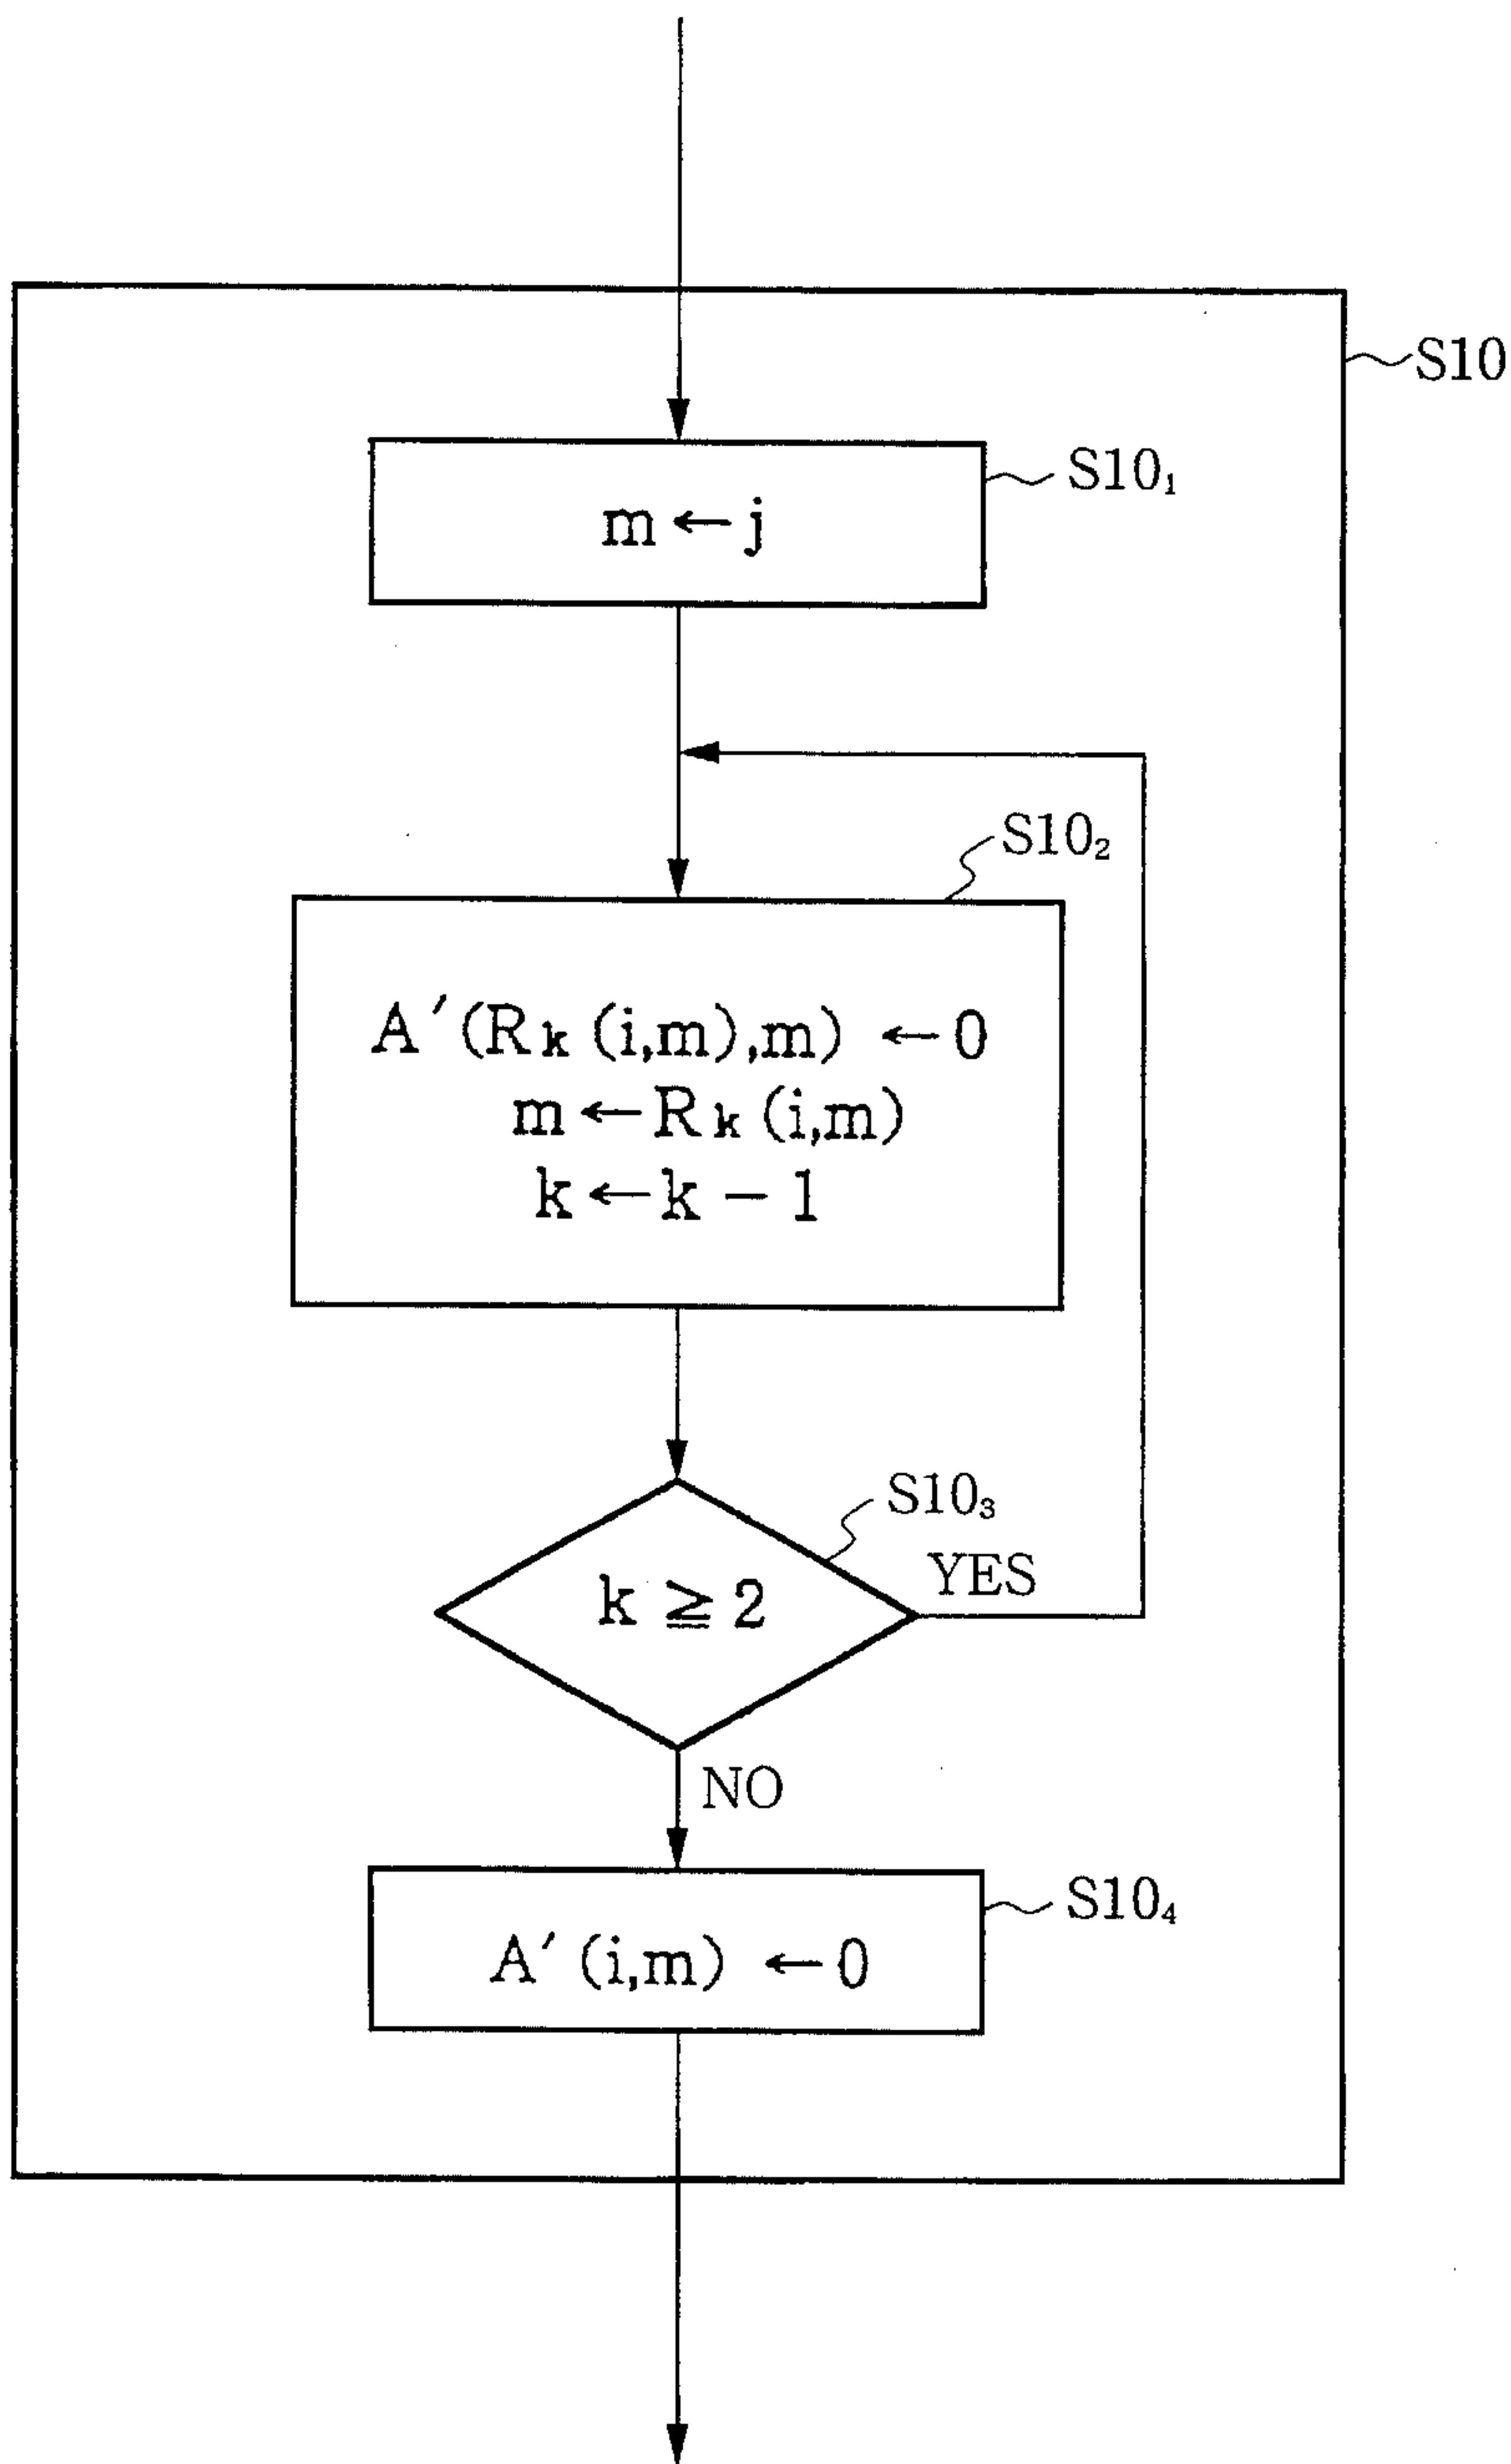 S10
S10₁
m ← j
S10₂
A′(Rₖ(i,m),m) ← 0
m ← Rₖ(i,m)
k ← k − 1
S10₃
k ≧ 2
YES
NO
S10₄
A′(i,m) ← 0